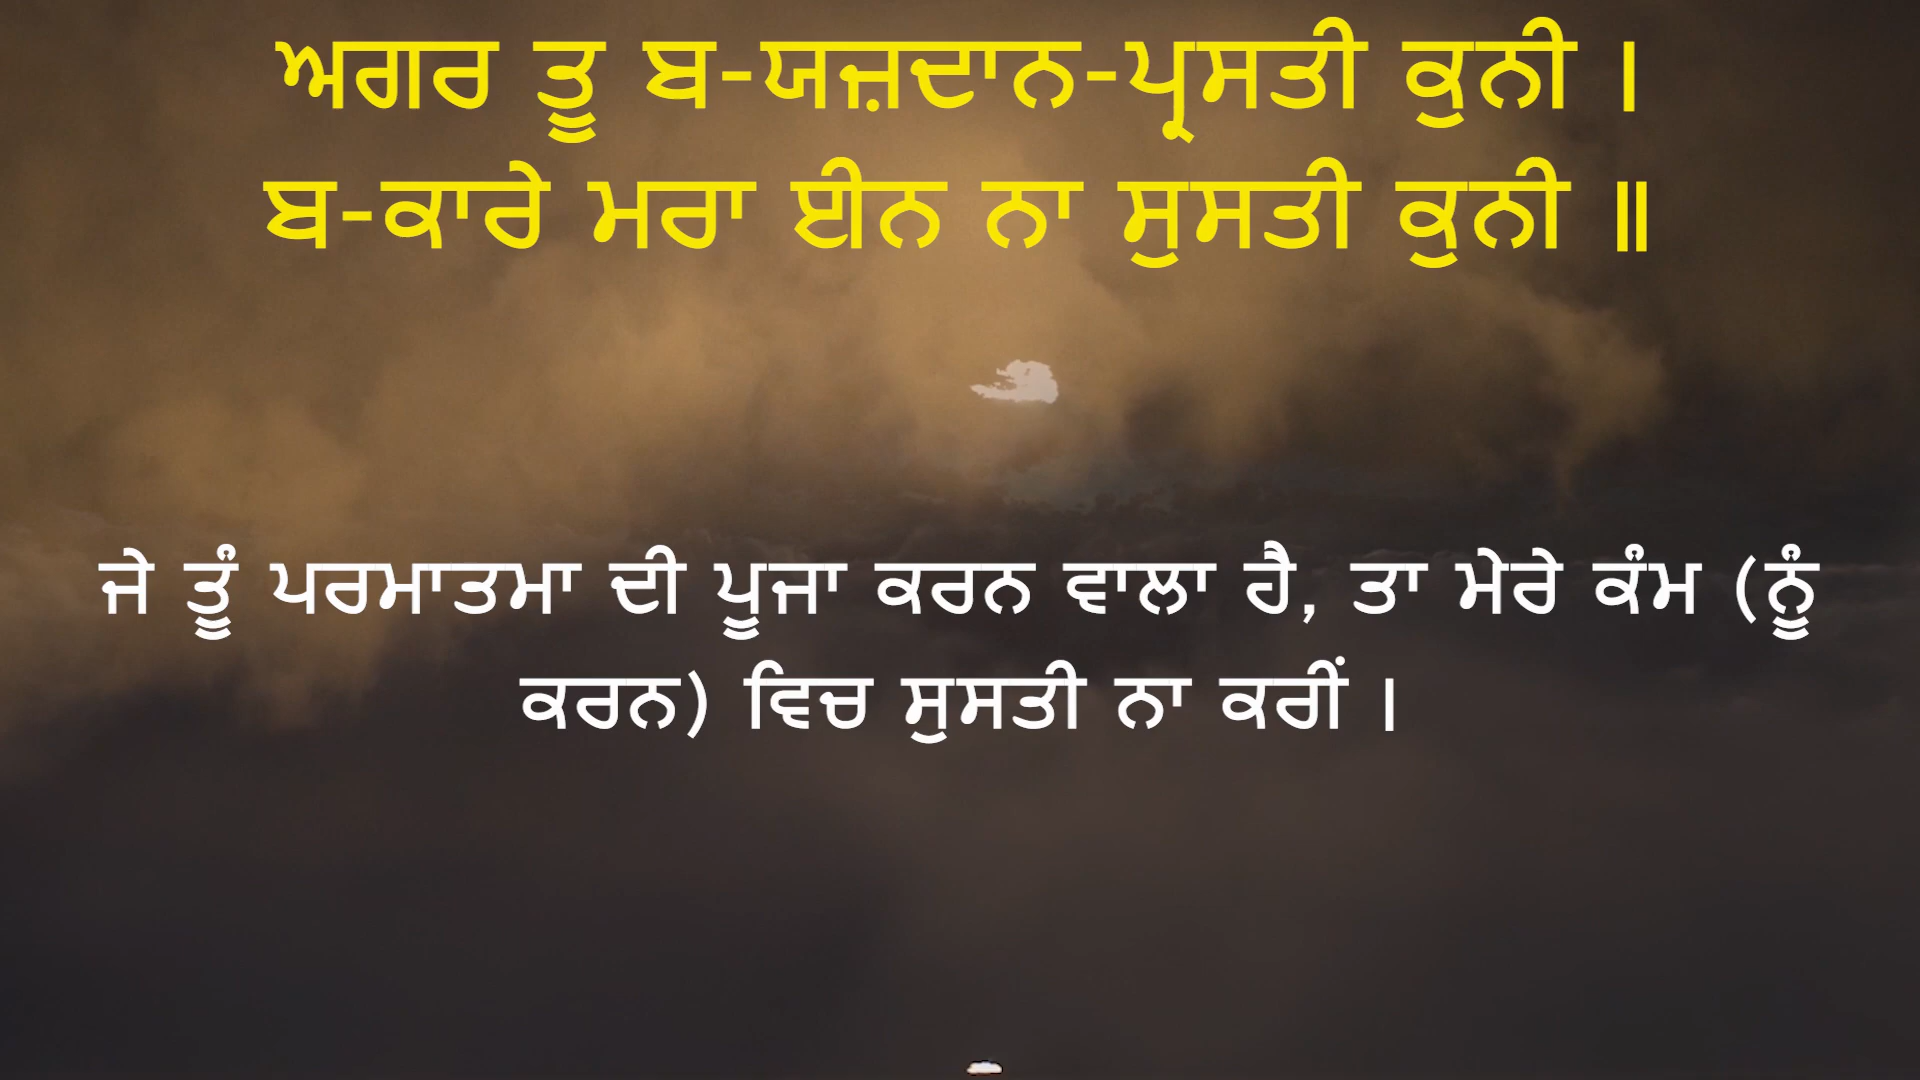 ਅਗਰ ਤੂ ਬ-ਯਜ਼ਦਾਨ-ਪ੍ਰਸਤੀ ਕੁਨੀ ।
ਬ-ਕਾਰੇ ਮਰਾ ਈਨ ਨਾ ਸੁਸਤੀ ਕੁਨੀ ॥
ਜੇ ਤੂੰ ਪਰਮਾਤਮਾ ਦੀ ਪੂਜਾ ਕਰਨ ਵਾਲਾ ਹੈ, ਤਾ ਮੇਰੇ ਕੰਮ (ਨੂੰ
ਕਰਨ) ਵਿਚ ਸੁਸਤੀ ਨਾ ਕਰੀਂ ।